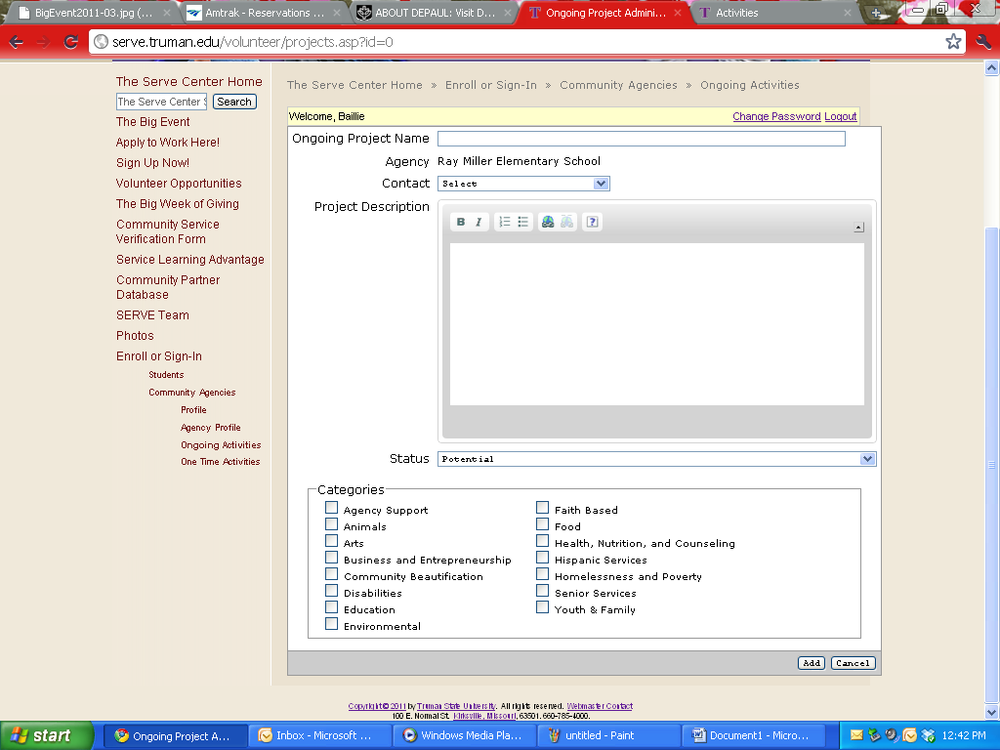 BigEvent2011-03.jpg (...
Amtrak - Reservations ...
ABOUT DEPAUL: Visit D...
Ongoing Project Admini...
Activities
serve.truman.edu/volunteer/projects.asp?id=0
The Serve Center Home
The Serve Center S
Search
The Big Event
Apply to Work Here!
Sign Up Now!
Volunteer Opportunities
The Big Week of Giving
Community Service
Verification Form
Service Learning Advantage
Community Partner
Database
SERVE Team
Photos
Enroll or Sign-In
Students
Community Agencies
Profile
Agency Profile
Ongoing Activities
One Time Activities
The Serve Center Home » Enroll or Sign-In » Community Agencies » Ongoing Activities
Welcome, Baillie
Change Password Logout
Ongoing Project Name
Agency Ray Miller Elementary School
Contact Select
Project Description
B I
Status Potential
Categories
Agency Support
Animals
Arts
Business and Entrepreneurship
Community Beautification
Disabilities
Education
Environmental
Faith Based
Food
Health, Nutrition, and Counseling
Hispanic Services
Homelessness and Poverty
Senior Services
Youth & Family
Add Cancel
Copyright © 2011 by Truman State University. All rights reserved. Webmaster Contact
100 E. Normal St. Kirksville, Missouri, 63501. 660-785-4000.
start
Ongoing Project A...
Inbox - Microsoft ...
Windows Media Pla...
untitled - Paint
Document1 - Micro...
12:42 PM